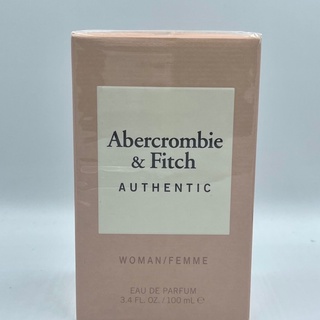 Abercrombie
& Fitch
AUTHENTIC
WOMAN/FEMME
EAU DE PARFUM
3.4 FL. OZ. / 100 mL ℮